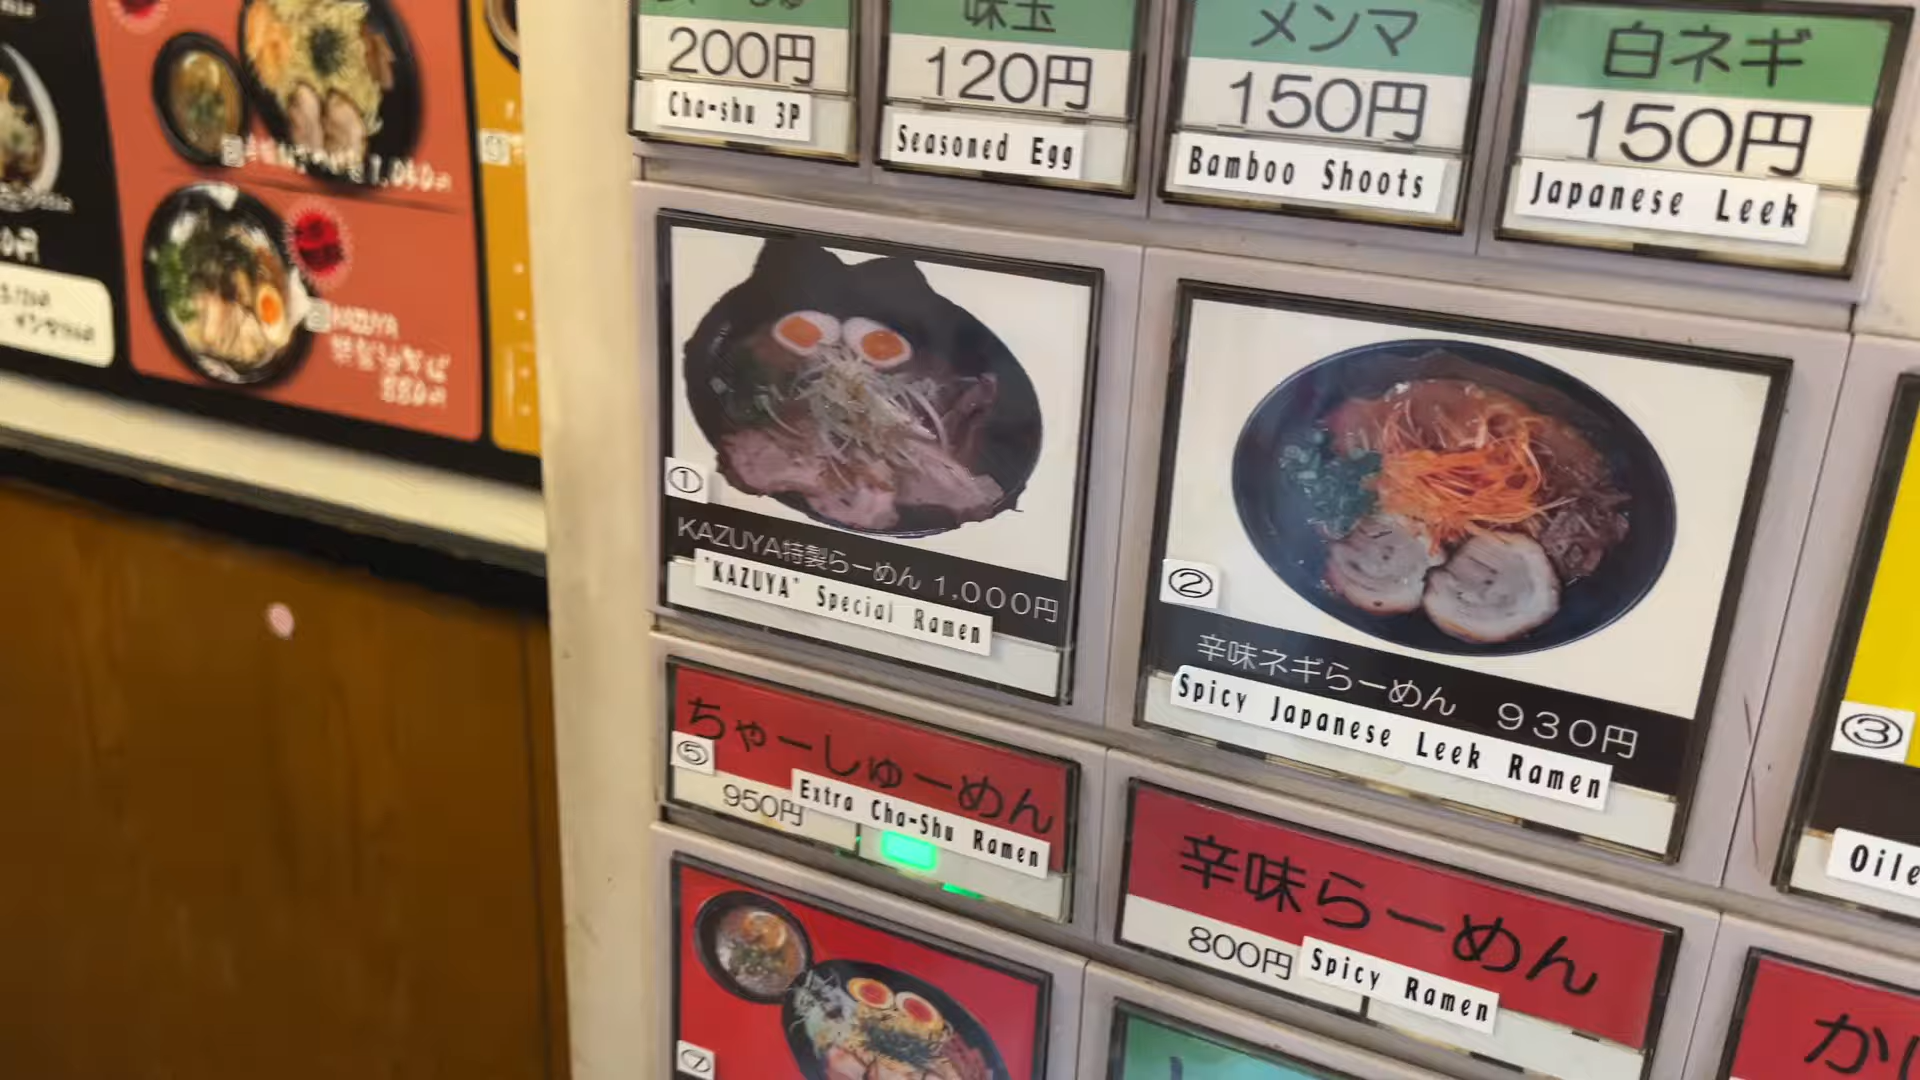 200円
Cha-shu 3P
味玉
120円
Seasoned Egg
メンマ
150円
Bamboo Shoots
白ネギ
150円
Japanese Leek
①
KAZUYA特製らーめん 1,000円
"KAZUYA" Special Ramen
②
辛味ネギらーめん 930円
Spicy Japanese Leek Ramen
③
Oile
⑤
ちゃーしゅーめん
950円
Extra Cha-Shu Ramen
辛味らーめん
800円
Spicy Ramen
⑦
か
KAZUYA